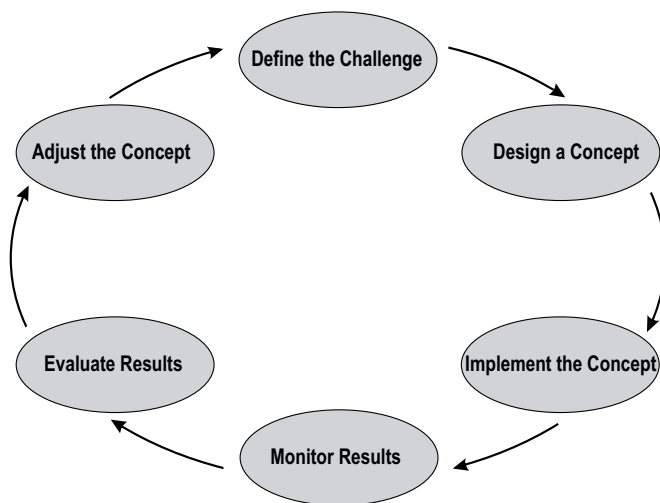 Define the Challenge
Design a Concept
Implement the Concept
Monitor Results
Evaluate Results
Adjust the Concept